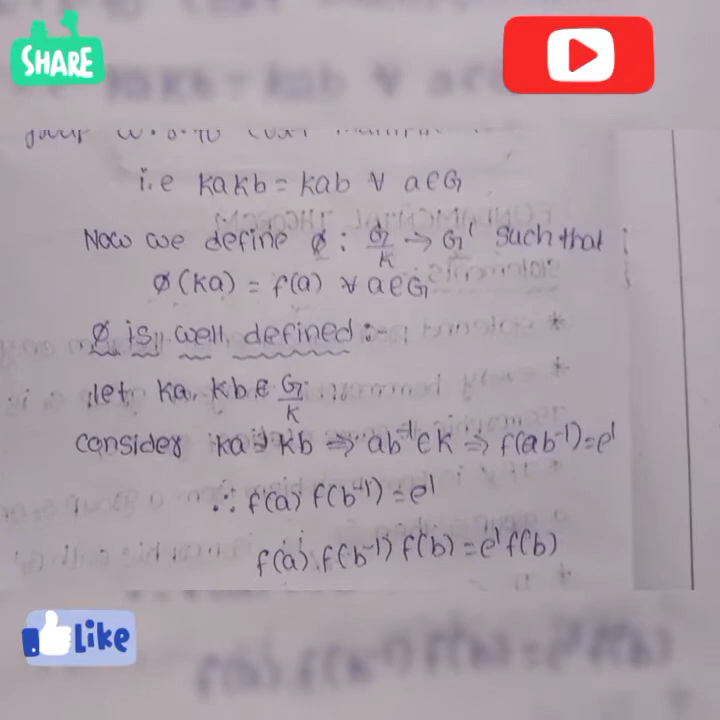 SHARE
i.e kakb = kab ∀ a∈G
Now we define ø : G/K → G' such that
ø(ka) = f(a) ∀ a∈G
ø is well defined :-
let ka, kb ∈ G/K
consider ka = kb ⇒ ab⁻¹∈K ⇒ f(ab⁻¹)=e'
∴ f(a) f(b⁻¹) = e'
f(a). f(b⁻¹) f(b) = e' f(b)
Like